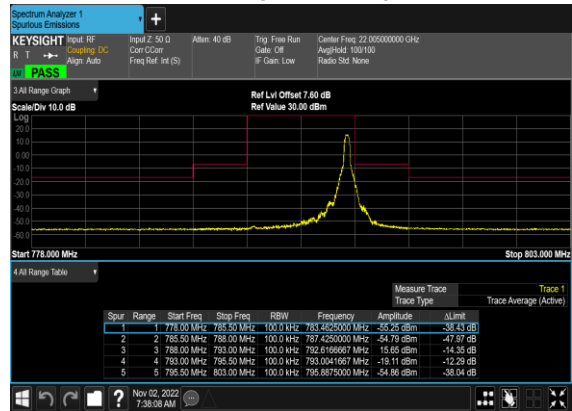 Spectrum Analyzer 1
Spurious Emissions
KEYSIGHT Input: RF Input Z: 50 Ω Atten: 40 dB Trig: Free Run Center Freq: 22.005000000 GHz
R T Coupling: DC Corr CCorr Gate: Off Avg|Hold: 100/100
Align: Auto Freq Ref: Int (S) IF Gain: Low Radio Std: None
PASS
3 All Range Graph
Ref Lvl Offset 7.60 dB
Scale/Div 10.0 dB Ref Value 30.00 dBm
Log
20.0
10.0
0.00
-10.0
-20.0
-30.0
-40.0
-50.0
-60.0
Start 778.000 MHz Stop 803.000 MHz
4 All Range Table
Measure Trace Trace 1
Trace Type Trace Average (Active)
Spur Range Start Freq Stop Freq RBW Frequency Amplitude ΔLimit
1 1 778.00 MHz 785.50 MHz 100.0 kHz 783.4625000 MHz -55.25 dBm -38.43 dB
2 2 785.50 MHz 788.00 MHz 100.0 kHz 787.4250000 MHz -54.79 dBm -47.97 dB
3 3 788.00 MHz 793.00 MHz 100.0 kHz 792.6166667 MHz 15.65 dBm -14.35 dB
4 4 793.00 MHz 795.50 MHz 100.0 kHz 793.0041667 MHz -19.11 dBm -12.29 dB
5 5 795.50 MHz 803.00 MHz 100.0 kHz 795.8875000 MHz -54.86 dBm -38.04 dB
? Nov 02, 2022
7:38:08 AM